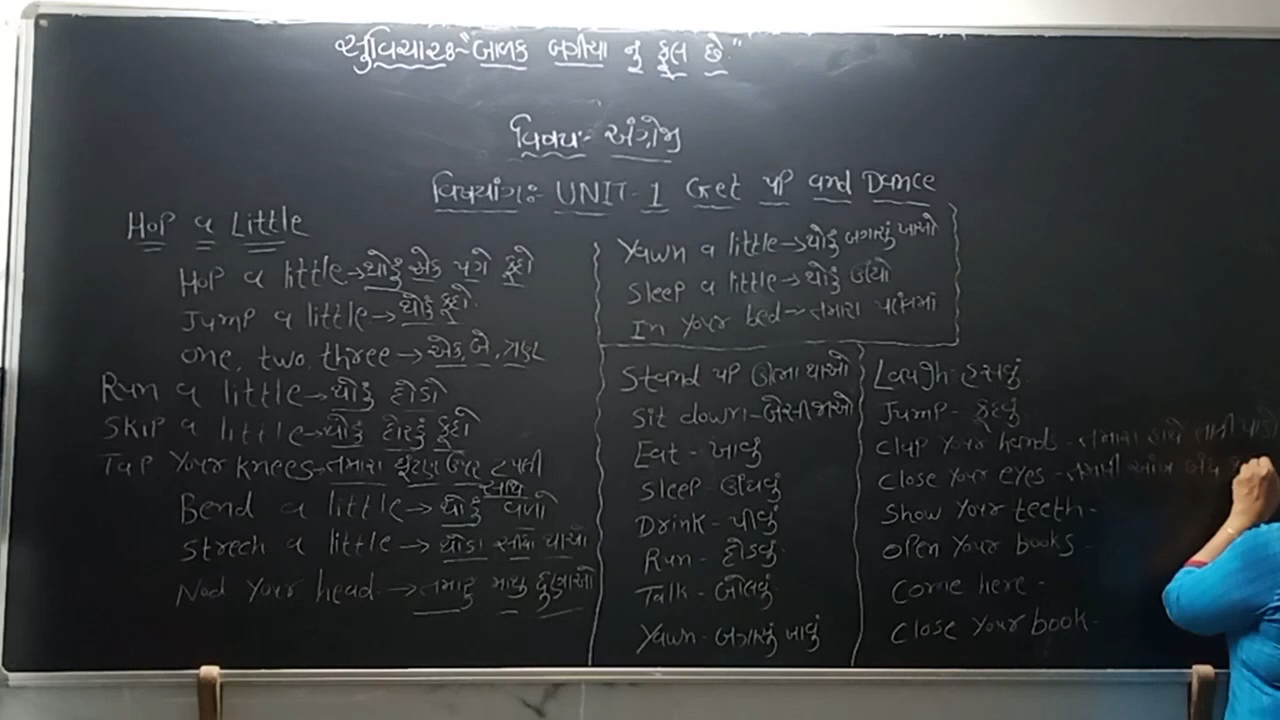 સુવિચારઃ- "બાળક બગીચા નુ ફૂલ છે"
વિષયઃ- અંગ્રેજી
વિષયાંગઃ- UNIT-1 Get up and Dance
Hop a Little
Hop a little→થોડું એક પગે કૂદો
Jump a little→થોડું કૂદો.
one, two, three→એક, બે, ત્રણ
Run a little→થોડું દોડો
Skip a little→થોડું દોરડું કૂદો
Tap Your knees-તમારા ઘૂંટણ ઉપર ટપલી
Bend a little→થોડું વળો
Strech a little→થોડા સીધા થાઓ
Nod your head→તમારુ માથુ ધુણાઓ
Yawn a little→થોડું બગાસું ખાઓ
Sleep a little→થોડું ઊંઘો
In Your bed→તમારા પલંગમાં
Stand up ઊભા થાઓ
Sit down-બેસીજાઓ
Eat-ખાવું
Sleep-ઊંઘવું
Drink-પીવું
Run-દોડવું.
Talk-બોલવું.
Yawn-બગાસું ખાવું
Laugh-હસવું.
Jump-કૂદવું
Clap Your hands-તમારા હાથે તાળી પાડો
Close Your eyes-તમારી આંખ બંધ
Show Your teeth-
Open Your books-
Come here-
Close Your book-